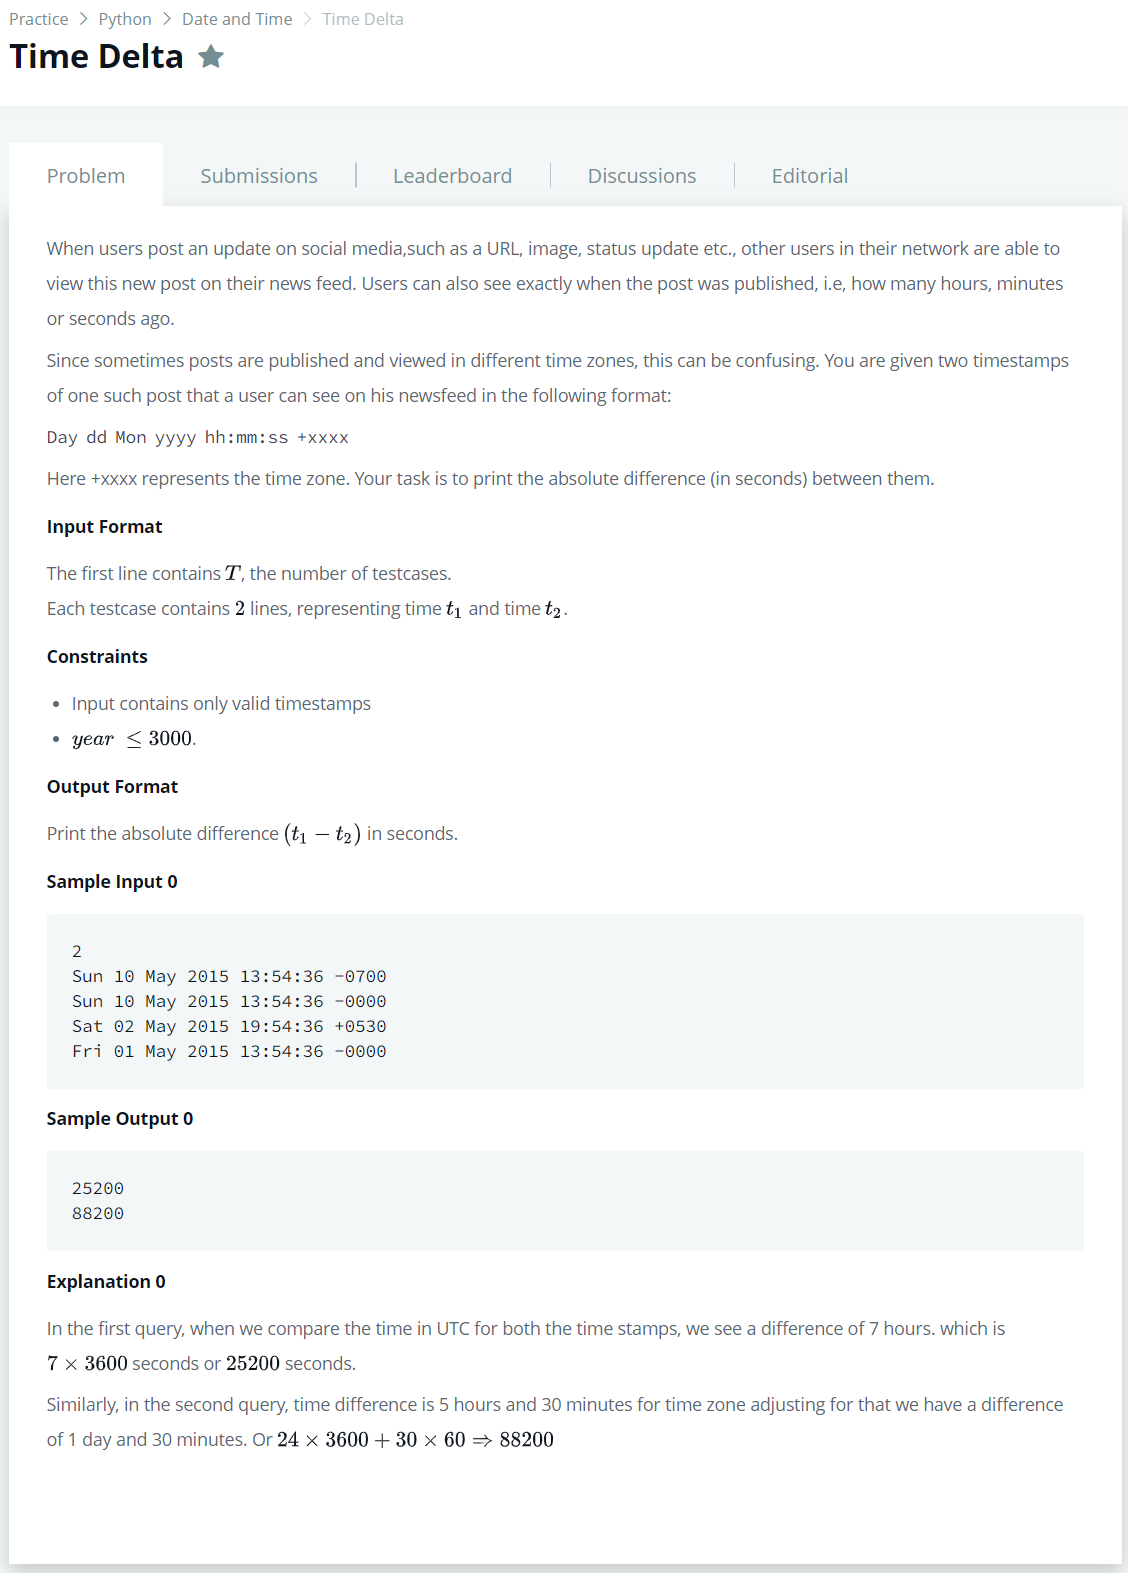 Practice > Python > Date and Time > Time Delta
Time Delta
Problem Submissions Leaderboard Discussions Editorial
When users post an update on social media,such as a URL, image, status update etc., other users in their network are able to
view this new post on their news feed. Users can also see exactly when the post was published, i.e, how many hours, minutes
or seconds ago.
Since sometimes posts are published and viewed in different time zones, this can be confusing. You are given two timestamps
of one such post that a user can see on his newsfeed in the following format:
Day dd Mon yyyy hh:mm:ss +xxxx
Here +xxxx represents the time zone. Your task is to print the absolute difference (in seconds) between them.
Input Format
The first line contains T, the number of testcases.
Each testcase contains 2 lines, representing time t₁ and time t₂.
Constraints
• Input contains only valid timestamps
• year ≤ 3000.
Output Format
Print the absolute difference (t₁ − t₂) in seconds.
Sample Input 0
2
Sun 10 May 2015 13:54:36 -0700
Sun 10 May 2015 13:54:36 -0000
Sat 02 May 2015 19:54:36 +0530
Fri 01 May 2015 13:54:36 -0000
Sample Output 0
25200
88200
Explanation 0
In the first query, when we compare the time in UTC for both the time stamps, we see a difference of 7 hours. which is
7 × 3600 seconds or 25200 seconds.
Similarly, in the second query, time difference is 5 hours and 30 minutes for time zone adjusting for that we have a difference
of 1 day and 30 minutes. Or 24 × 3600 + 30 × 60 ⇒ 88200